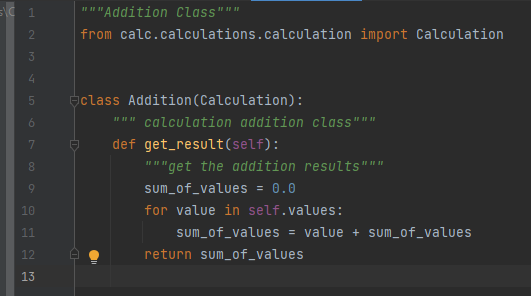 1 """Addition Class"""
2 from calc.calculations.calculation import Calculation
3
4
5 class Addition(Calculation):
6     """ calculation addition class"""
7     def get_result(self):
8         """get the addition results"""
9         sum_of_values = 0.0
10         for value in self.values:
11             sum_of_values = value + sum_of_values
12         return sum_of_values
13